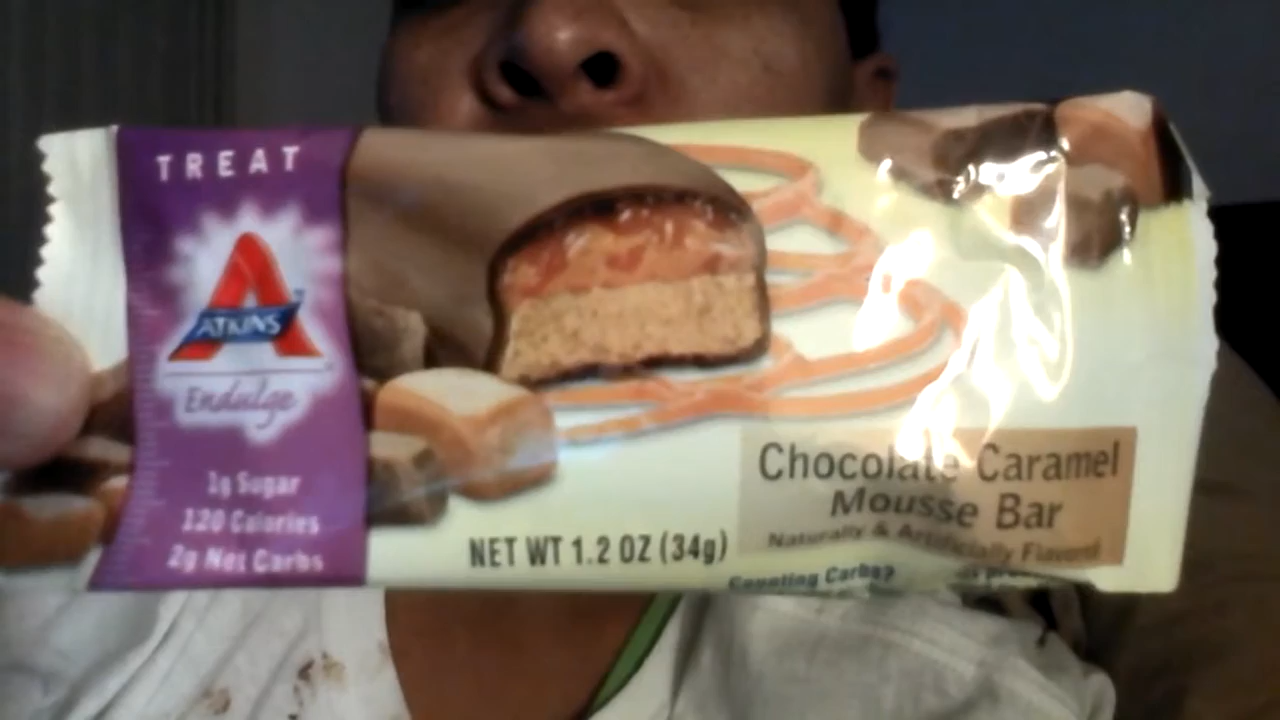 TREAT
ATKINS
Endulge
1g Sugar
120 Calories
2g Net Carbs
NET WT 1.2 OZ (34g)
Chocolate Caramel
Mousse Bar
Naturally & Artificially Flavored
Counting Carbs?